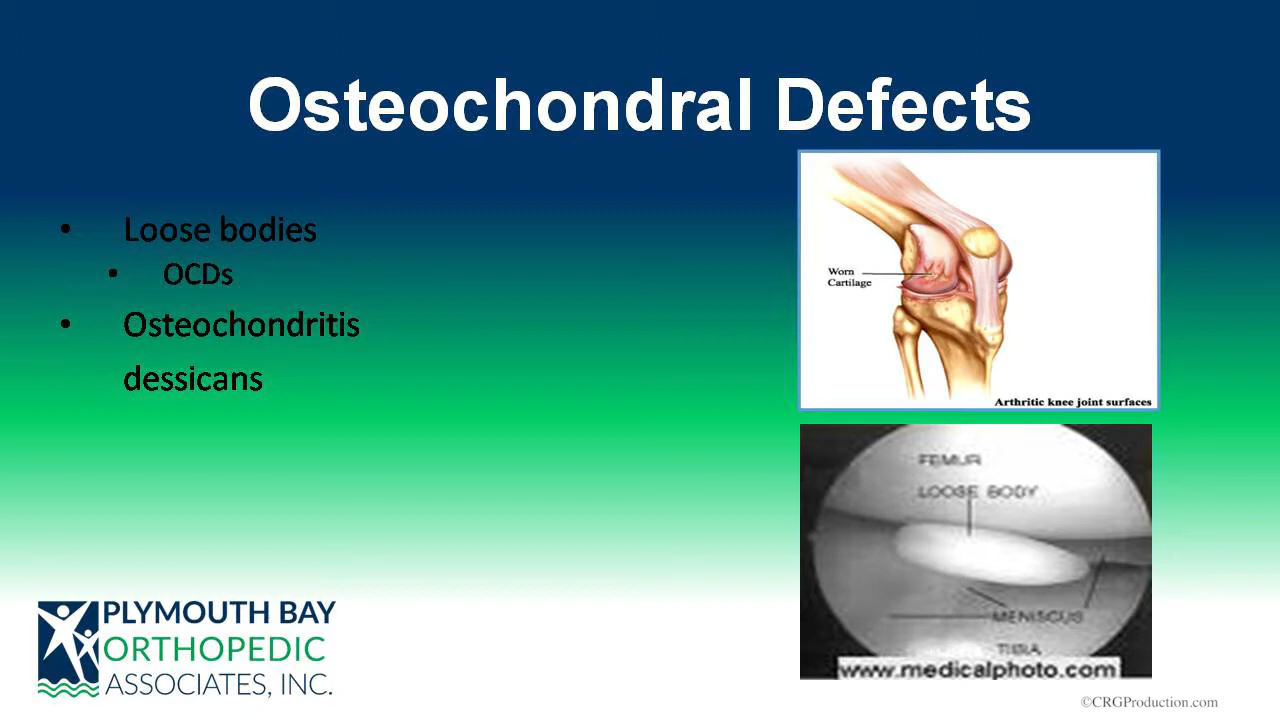 Osteochondral Defects
• Loose bodies
• OCDs
• Osteochondritis
dessicans
Worn
Cartilage
Arthritic knee joint surfaces
FEMUR
LOOSE BODY
MENISCUS
TIBIA
www.medicalphoto.com
PLYMOUTH BAY
ORTHOPEDIC
ASSOCIATES, INC.
©CRGProduction.com